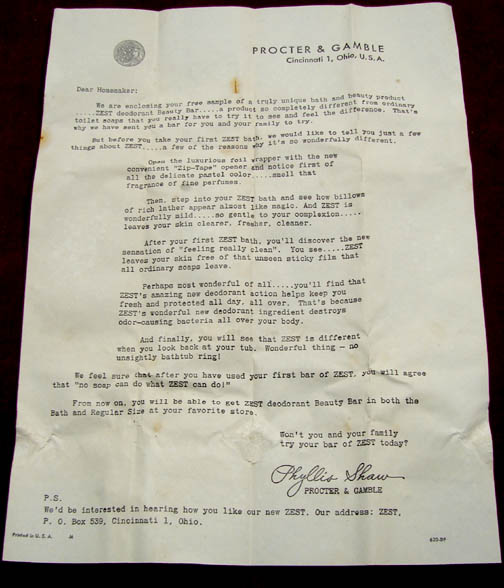 PROCTER & GAMBLE
Cincinnati 1, Ohio, U.S.A.
Dear Homemaker:
We are enclosing your free sample of a truly unique bath and beauty product
.....ZEST deodorant Beauty Bar.....a product so completely different from ordinary
toilet soaps that you really have to try it to see and feel the difference. That's
why we have sent you a bar for you and your family to try.
But before you take your first ZEST bath, we would like to tell you just a few
things about ZEST.....a few of the reasons why it's so wonderfully different.
Open the luxurious foil wrapper with the new
convenient "Zip-Tape" opener and notice first of
all the delicate pastel color.....smell that
fragrance of fine perfumes.
Then, step into your ZEST bath and see how billows
of rich lather appear almost like magic. And ZEST is
wonderfully mild.....so gentle to your complexion.....
leaves your skin clearer, fresher, cleaner.
After your first ZEST bath, you'll discover the new
sensation of "feeling really clean". You see.....ZEST
leaves your skin free of that unseen sticky film that
all ordinary soaps leave.
Perhaps most wonderful of all.....you'll find that
ZEST's amazing new deodorant action helps keep you
fresh and protected all day, all over. That's because
ZEST's wonderful new deodorant ingredient destroys
odor-causing bacteria all over your body.
And finally, you will see that ZEST is different
when you look back at your tub. Wonderful thing — no
unsightly bathtub ring!
We feel sure that after you have used your first bar of ZEST, you will agree
that "no soap can do what ZEST can do!"
From now on, you will be able to get ZEST deodorant Beauty Bar in both the
Bath and Regular Size at your favorite store.
Won't you and your family
try your bar of ZEST today?
Phyllis Shaw
PROCTER & GAMBLE
P.S.
We'd be interested in hearing how you like our new ZEST. Our address: ZEST,
P. O. Box 539, Cincinnati 1, Ohio.
Printed in U. S. A.